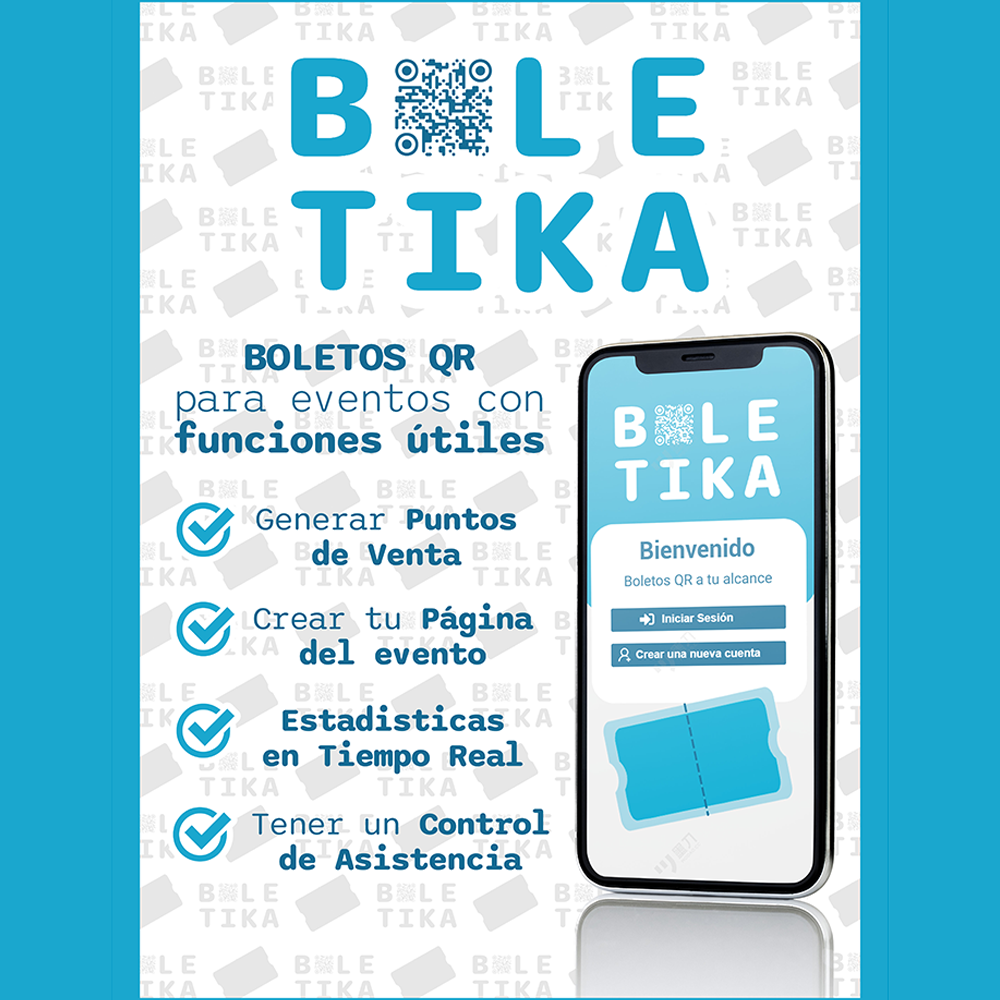 BOLE
TIKA
BOLETOS QR
para eventos con
funciones útiles
Generar Puntos
de Venta
Crear tu Página
del evento
Estadisticas
en Tiempo Real
Tener un Control
de Asistencia
BOLE
TIKA
Bienvenido
Boletos QR a tu alcance
Iniciar Sesión
Crear una nueva cuenta